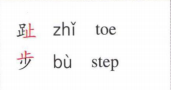 趾 zhǐ toe
步 bù step